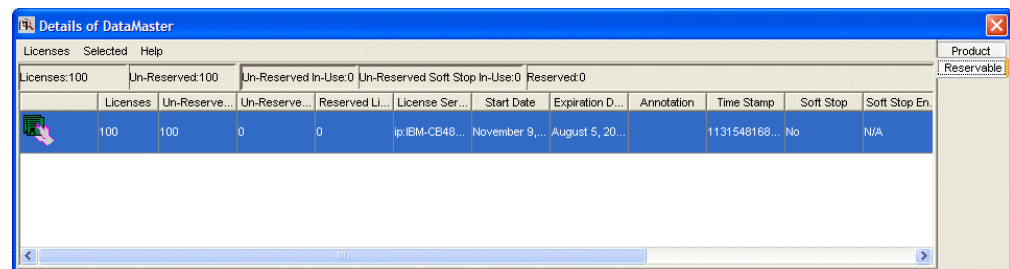 Details of DataMaster
Licenses Selected Help
Product
Reservable
Licenses:100 Un-Reserved:100 Un-Reserved In-Use:0 Un-Reserved Soft Stop In-Use:0 Reserved:0
Licenses Un-Reserve... Un-Reserve... Reserved Li... License Ser... Start Date Expiration D... Annotation Time Stamp Soft Stop Soft Stop En.
100 100 0 0 ip:IBM-CB48... November 9,... August 5, 20... 1131548168... No N/A